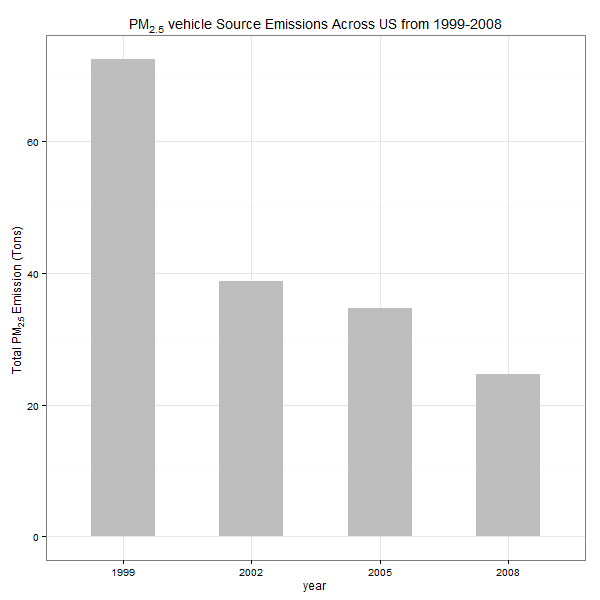 PM2.5 vehicle Source Emissions Across US from 1999-2008
Total PM2.5 Emission (Tons)
60
40
20
0
1999 2002 2005 2008
year